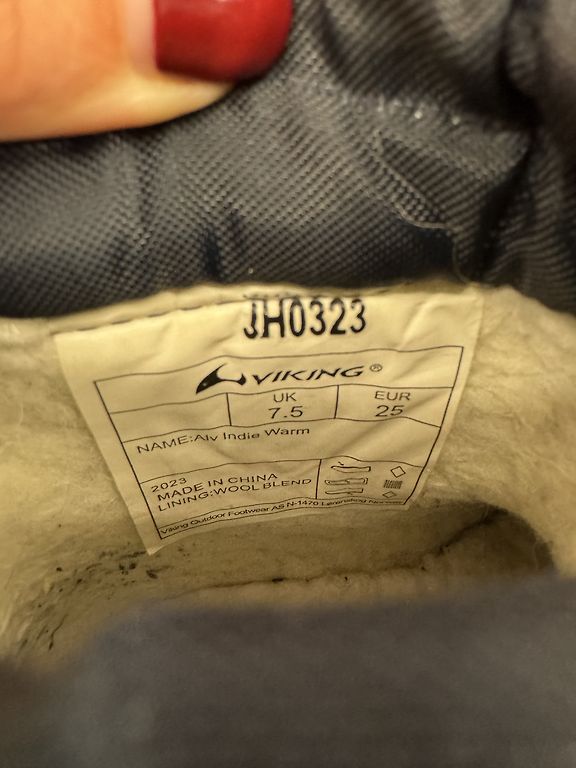 JH0323
VIKING®
UK EUR
7.5 25
NAME:Alv Indie Warm
2023
MADE IN CHINA
LINING:WOOL BLEND
Viking Outdoor Footwear AS N-1470 Lørenskog Norway